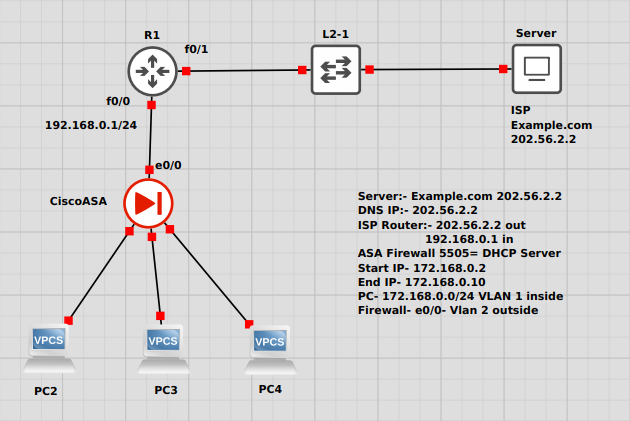 R1
L2-1
Server
f0/1
f0/0
192.168.0.1/24
ISP
Example.com
202.56.2.2
e0/0
CiscoASA
Server:- Example.com 202.56.2.2
DNS IP:- 202.56.2.2
ISP Router:- 202.56.2.2 out
192.168.0.1 in
ASA Firewall 5505= DHCP Server
Start IP- 172.168.0.2
End IP- 172.168.0.10
PC- 172.168.0.0/24 VLAN 1 inside
Firewall- e0/0- Vlan 2 outside
VPCS
VPCS
VPCS
PC2
PC3
PC4